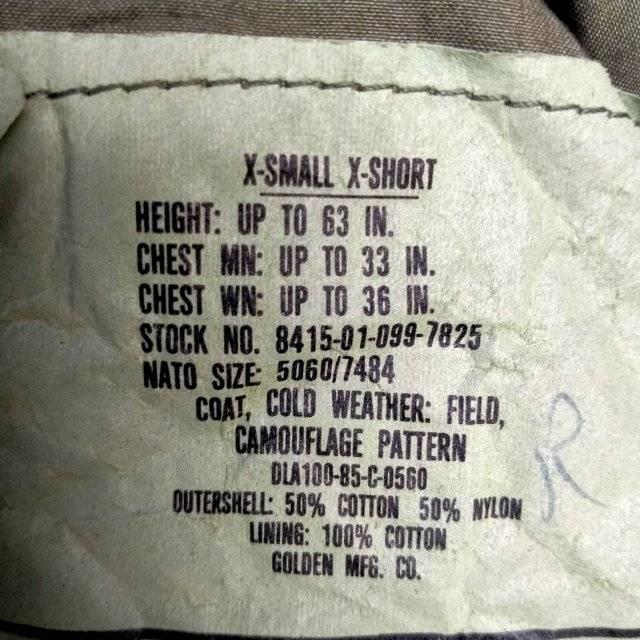 X-SMALL X-SHORT
HEIGHT: UP TO 63 IN.
CHEST MN: UP TO 33 IN.
CHEST WN: UP TO 36 IN.
STOCK NO. 8415-01-099-7825
NATO SIZE: 5060/7484
COAT, COLD WEATHER: FIELD,
CAMOUFLAGE PATTERN
DLA100-85-C-0560
OUTERSHELL: 50% COTTON 50% NYLON
LINING: 100% COTTON
GOLDEN MFG. CO.
R